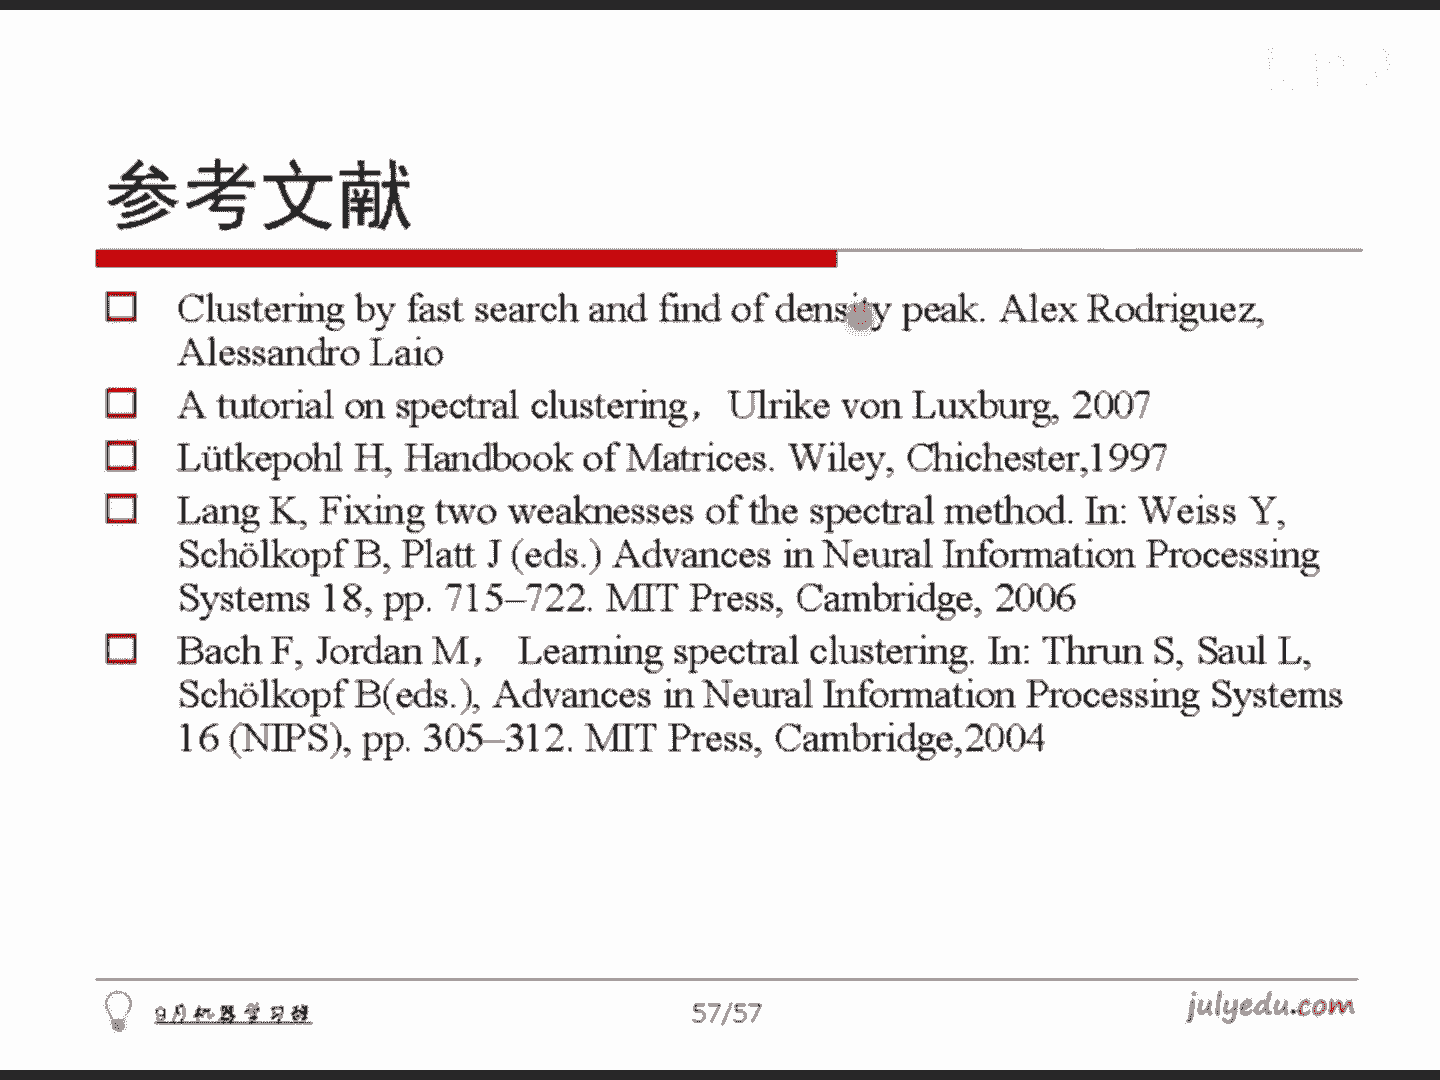 参考文献
Clustering by fast search and find of density peak. Alex Rodriguez,
Alessandro Laio
A tutorial on spectral clustering，Ulrike von Luxburg, 2007
Lütkepohl H, Handbook of Matrices. Wiley, Chichester,1997
Lang K, Fixing two weaknesses of the spectral method. In: Weiss Y,
Schölkopf B, Platt J (eds.) Advances in Neural Information Processing
Systems 18, pp. 715–722. MIT Press, Cambridge, 2006
Bach F, Jordan M， Learning spectral clustering. In: Thrun S, Saul L,
Schölkopf B(eds.), Advances in Neural Information Processing Systems
16 (NIPS), pp. 305–312. MIT Press, Cambridge,2004
9月机器学习班
57/57
julyedu.com